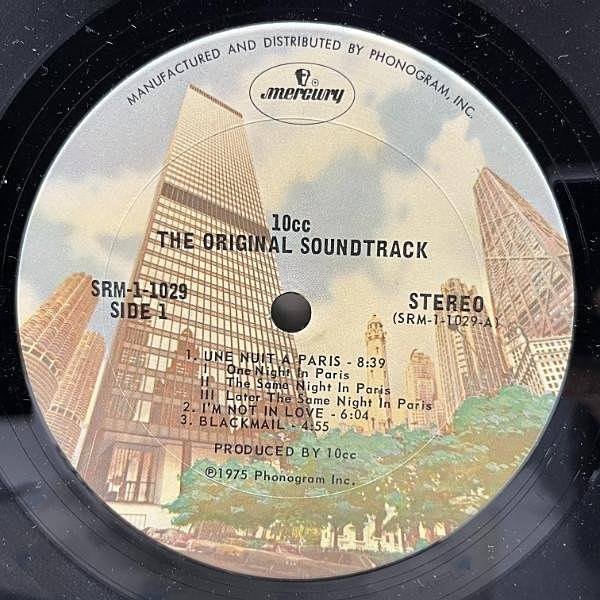 MANUFACTURED AND DISTRIBUTED BY PHONOGRAM, INC.
mercury
10cc
THE ORIGINAL SOUNDTRACK
SRM-1-1029
SIDE 1
STEREO
(SRM-1-1029-A)
1. UNE NUIT A PARIS - 8:39
I One Night In Paris
II The Same Night In Paris
III Later The Same Night In Paris
2. I'M NOT IN LOVE - 6:04
3. BLACKMAIL - 4:55
PRODUCED BY 10cc
℗1975 Phonogram Inc.